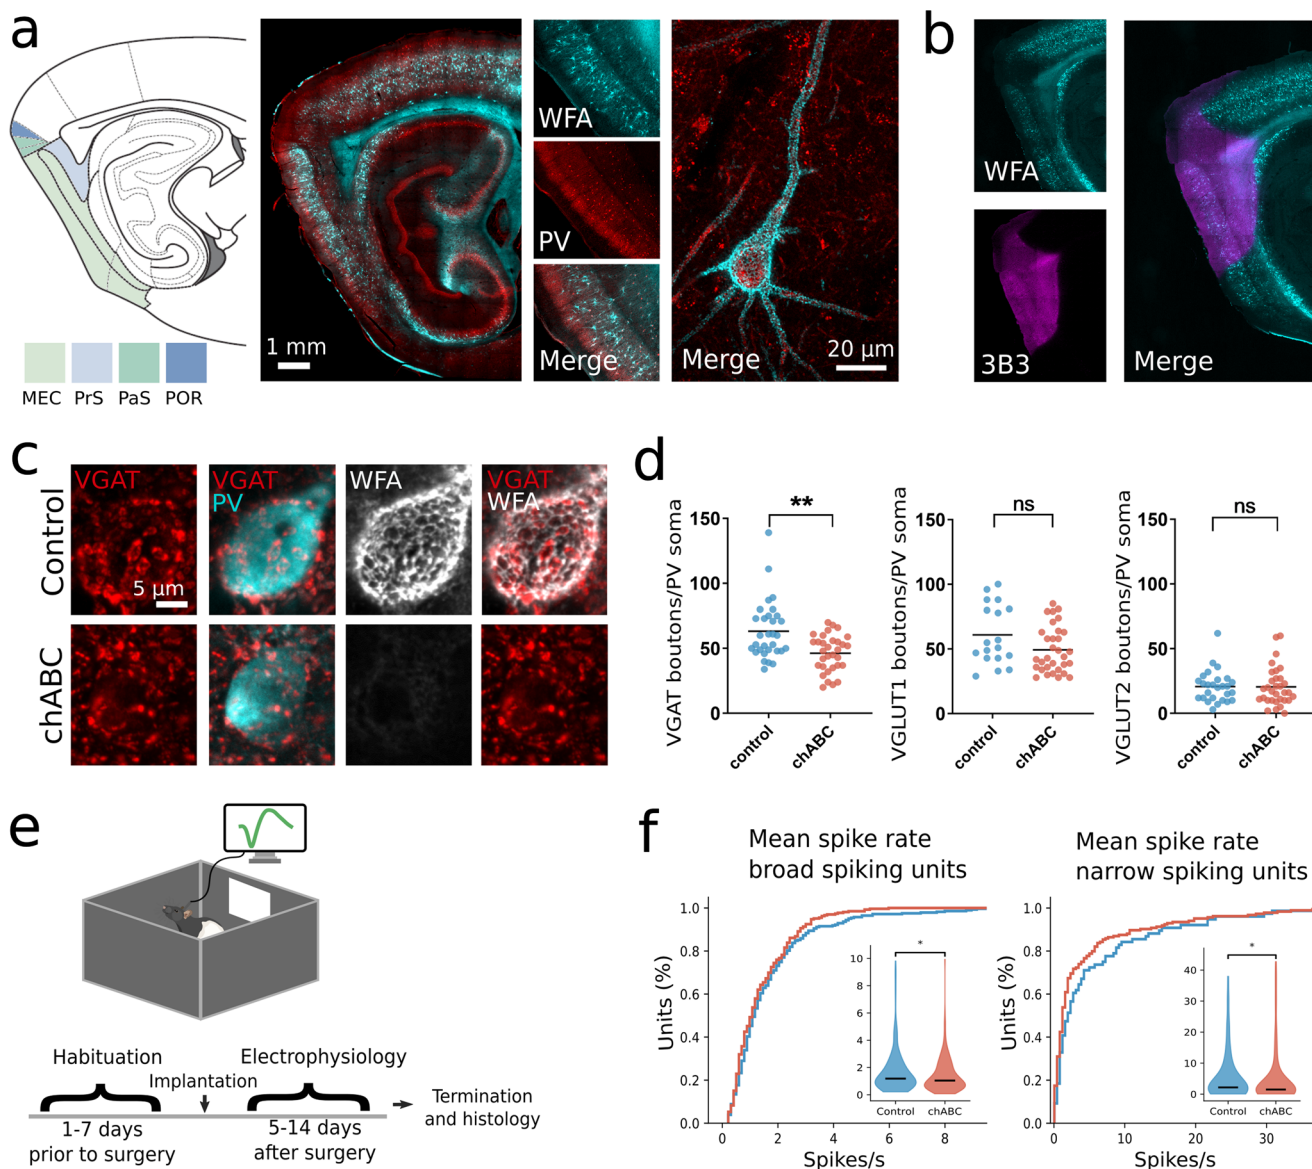 a
MEC PrS PaS POR
1 mm
WFA
PV
Merge
Merge
20 µm
b
WFA
3B3
Merge
c
Control
VGAT
5 µm
VGAT
PV
WFA
VGAT
WFA
chABC
d
VGAT boutons/PV soma
150
100
50
0
**
control
chABC
VGLUT1 boutons/PV soma
150
100
50
0
ns
control
chABC
VGLUT2 boutons/PV soma
150
100
50
0
ns
control
chABC
e
Habituation
Implantation
Electrophysiology
1-7 days
prior to surgery
5-14 days
after surgery
Termination
and histology
f
Mean spike rate
broad spiking units
Units (%)
1.0
0.8
0.6
0.4
0.2
0.0
0 2 4 6 8
Spikes/s
10
8
6
4
2
0
*
Control chABC
Mean spike rate
narrow spiking units
Units (%)
1.0
0.8
0.6
0.4
0.2
0.0
0 10 20 30
Spikes/s
40
30
20
10
0
*
Control chABC